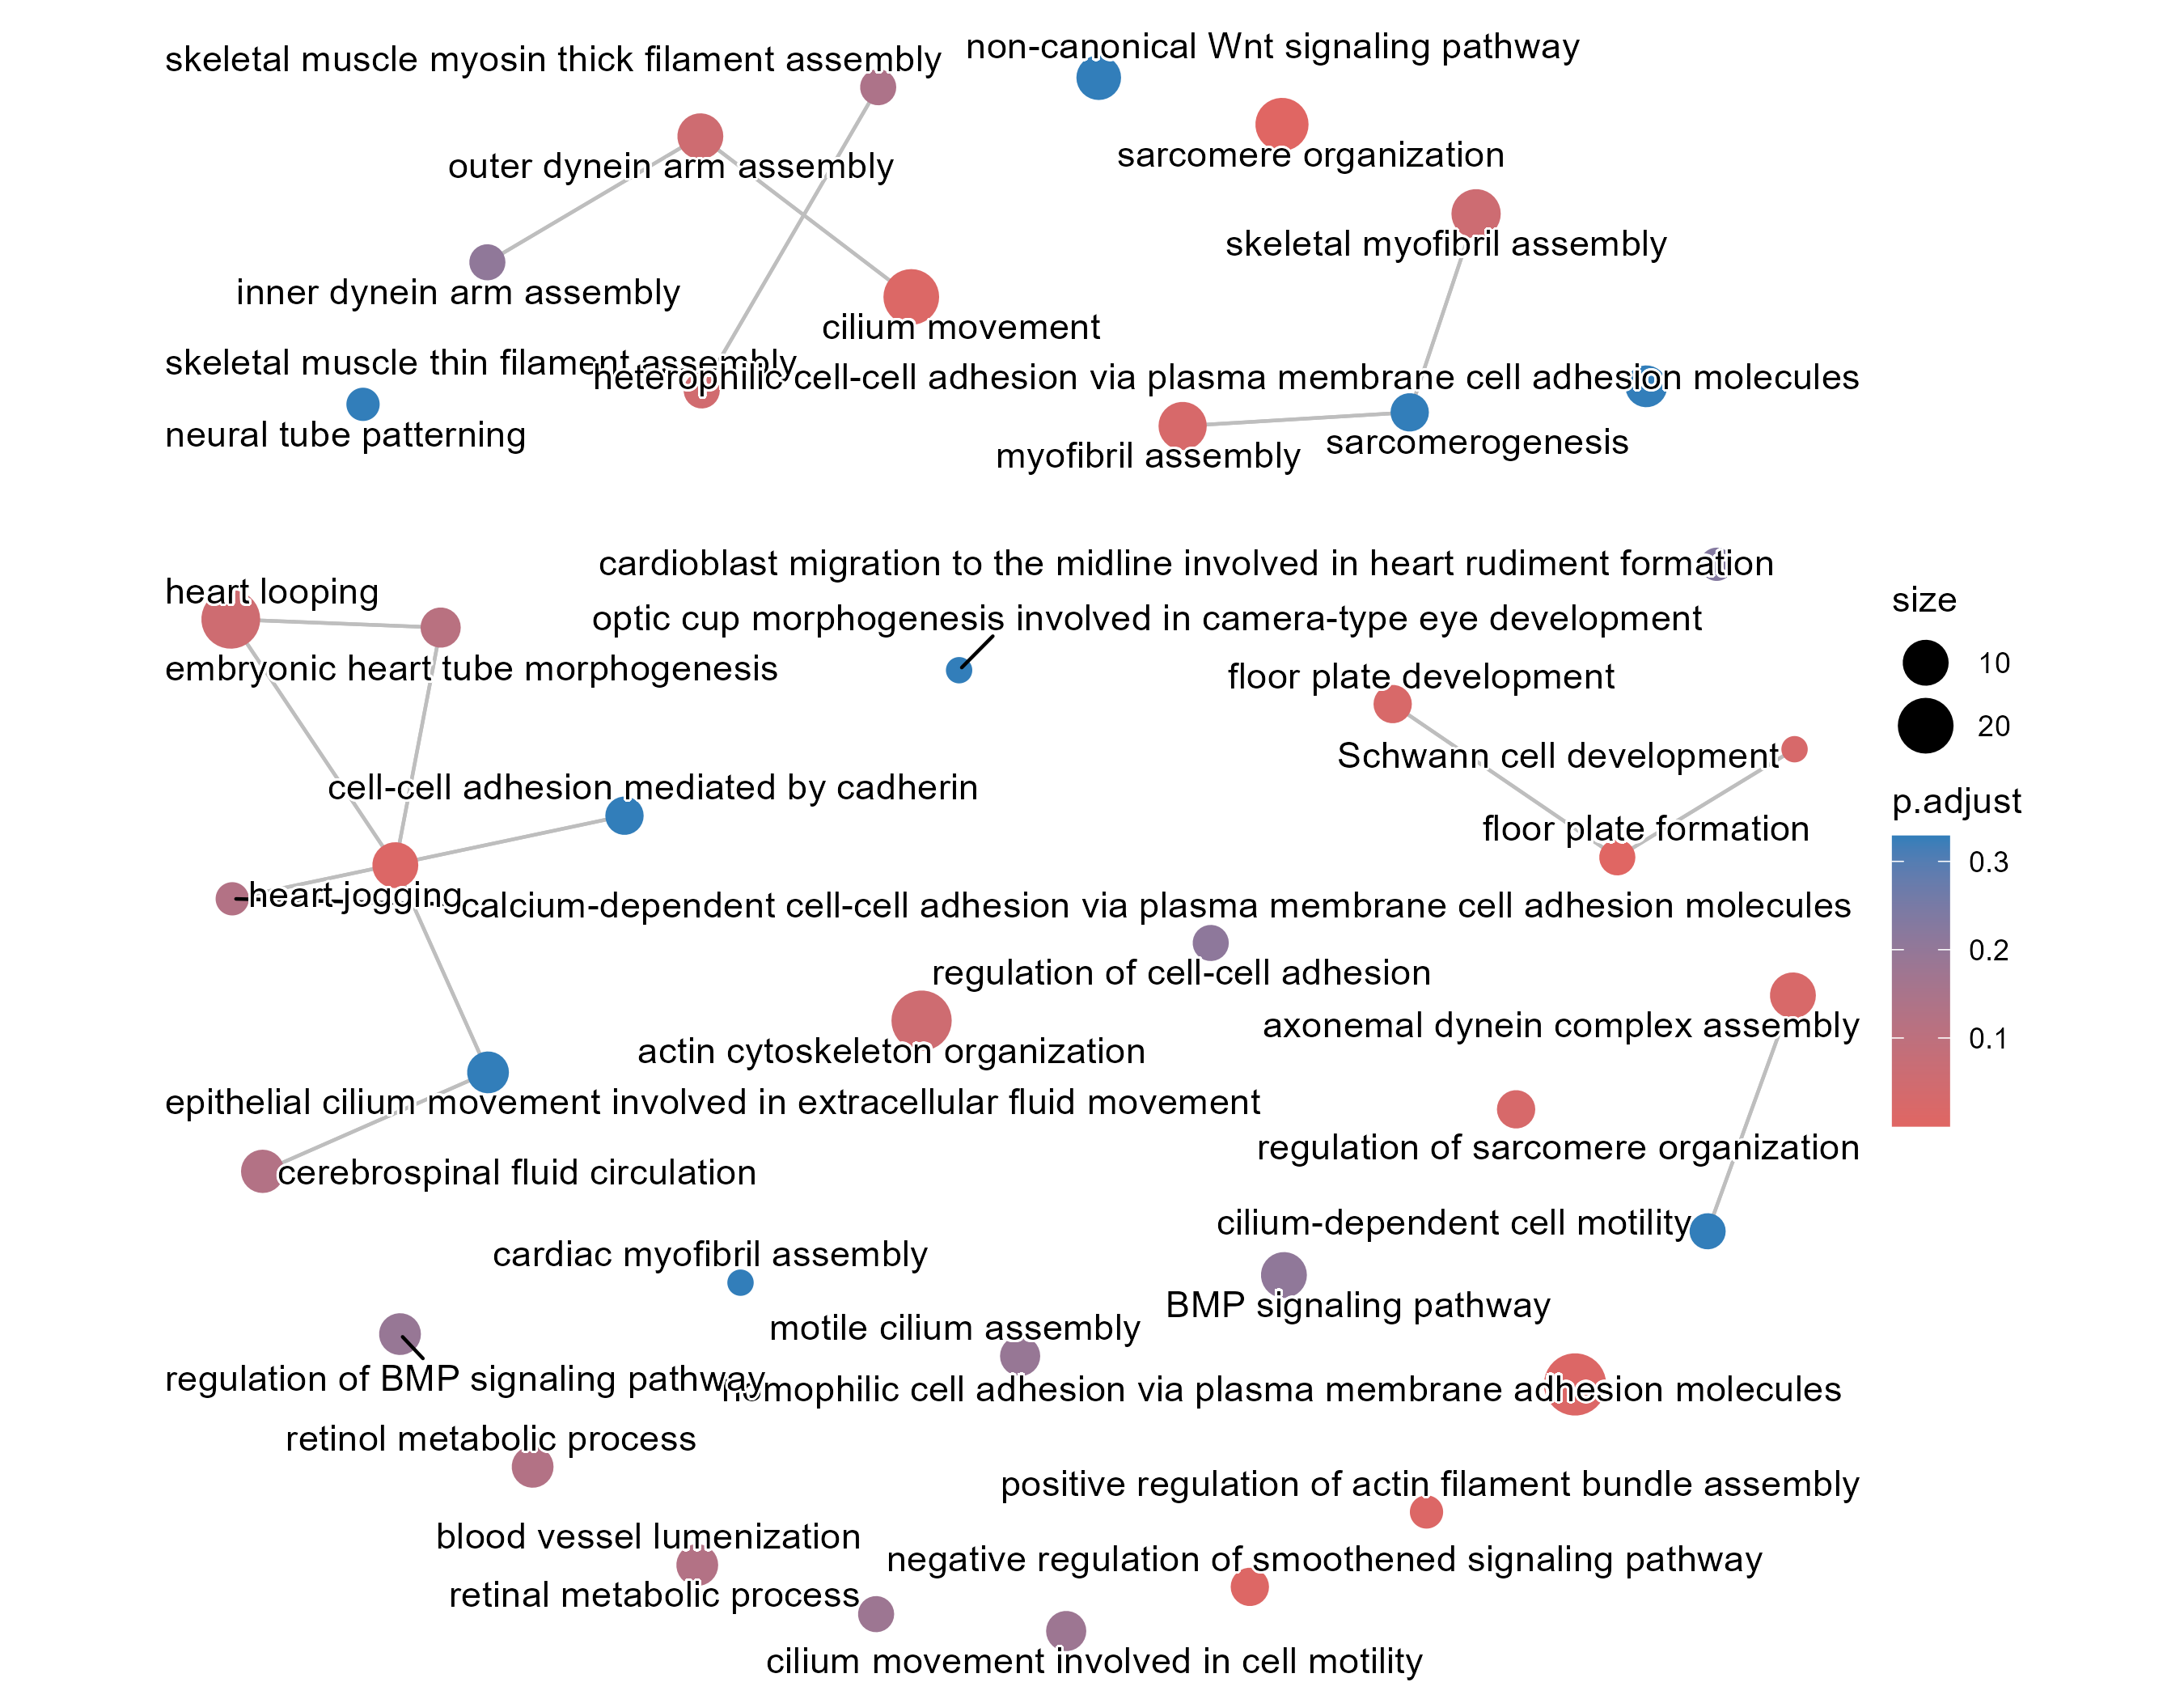 skeletal muscle myosin thick filament assembly
non-canonical Wnt signaling pathway
sarcomere organization
outer dynein arm assembly
skeletal myofibril assembly
inner dynein arm assembly
cilium movement
skeletal muscle thin filament assembly
heterophilic cell-cell adhesion via plasma membrane cell adhesion molecules
neural tube patterning
myofibril assembly
sarcomerogenesis
cardioblast migration to the midline involved in heart rudiment formation
heart looping
optic cup morphogenesis involved in camera-type eye development
embryonic heart tube morphogenesis
floor plate development
Schwann cell development
cell-cell adhesion mediated by cadherin
floor plate formation
heart jogging
calcium-dependent cell-cell adhesion via plasma membrane cell adhesion molecules
regulation of cell-cell adhesion
axonemal dynein complex assembly
actin cytoskeleton organization
epithelial cilium movement involved in extracellular fluid movement
regulation of sarcomere organization
cerebrospinal fluid circulation
cilium-dependent cell motility
cardiac myofibril assembly
BMP signaling pathway
motile cilium assembly
regulation of BMP signaling pathway
homophilic cell adhesion via plasma membrane adhesion molecules
retinol metabolic process
positive regulation of actin filament bundle assembly
blood vessel lumenization
negative regulation of smoothened signaling pathway
retinal metabolic process
cilium movement involved in cell motility
size
10
20
p.adjust
0.3
0.2
0.1